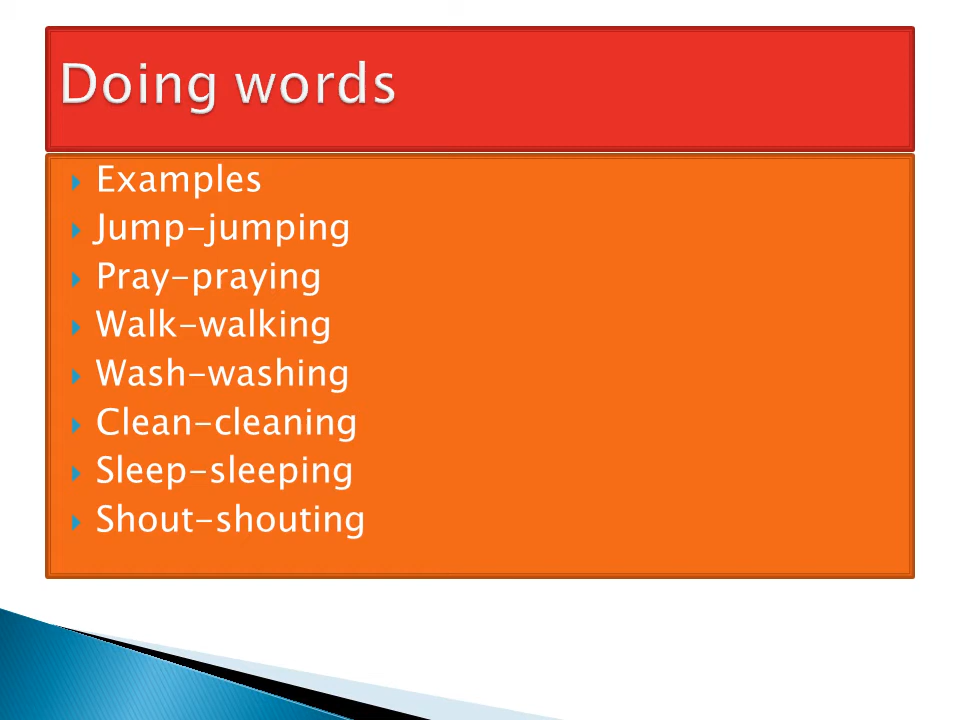 Doing words
Examples
Jump-jumping
Pray-praying
Walk-walking
Wash-washing
Clean-cleaning
Sleep-sleeping
Shout-shouting